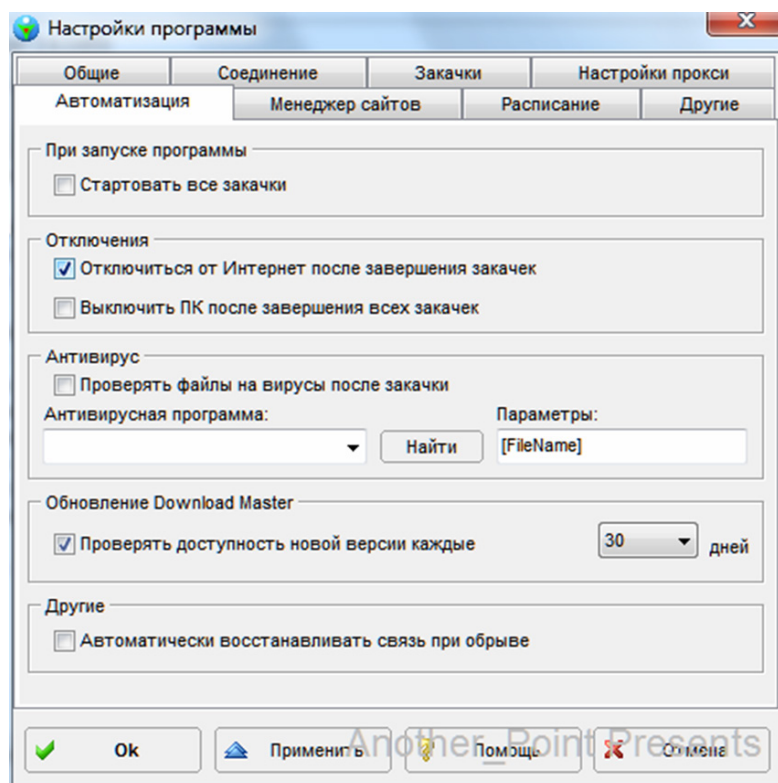 Настройки программы
Общие
Соединение
Закачки
Настройки прокси
Автоматизация
Менеджер сайтов
Расписание
Другие
При запуске программы
Стартовать все закачки
Отключения
Отключиться от Интернет после завершения закачек
Выключить ПК после завершения всех закачек
Антивирус
Проверять файлы на вирусы после закачки
Антивирусная программа:
Параметры:
Найти
[FileName]
Обновление Download Master
Проверять доступность новой версии каждые
30
дней
Другие
Автоматически восстанавливать связь при обрыве
Ok
Применить
Помощь
Отмена
Another_Point Presents